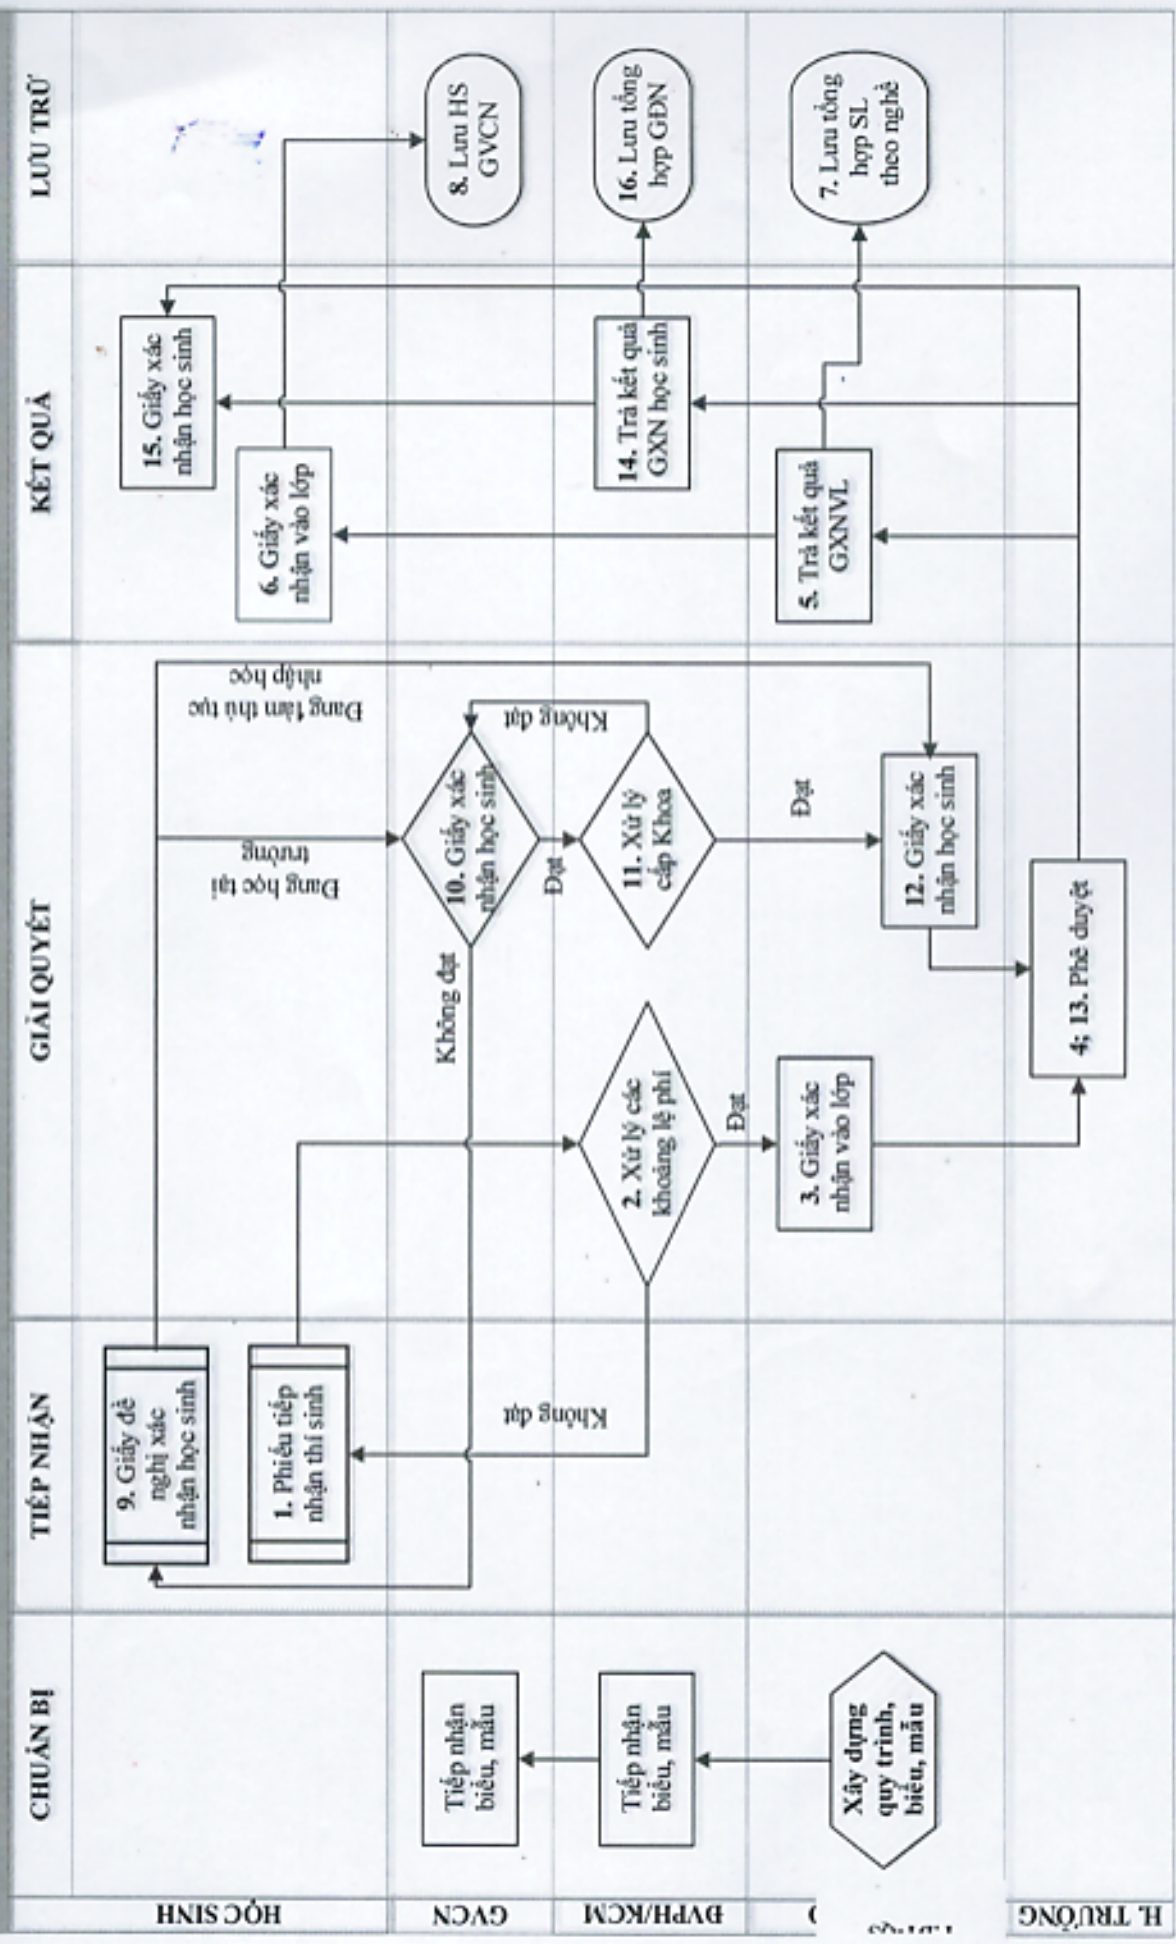 CHUẨN BỊ
TIẾP NHẬN
GIẢI QUYẾT
KẾT QUẢ
LƯU TRỮ
HỌC SINH
9. Giấy đề
nghị xác
nhận học sinh
1. Phiếu tiếp
nhận thí sinh
Đang học tại
trường
Đang làm thủ tục
nhập học
15. Giấy xác
nhận học sinh
6. Giấy xác
nhận vào lớp
GVCN
Tiếp nhận
biểu, mẫu
Không đạt
10. Giấy xác
nhận học sinh
Đạt
Không đạt
8. Lưu HS
GVCN
ĐVPH/KCM
Tiếp nhận
biểu, mẫu
Không đạt
2. Xử lý các
khoảng lệ phí
Đạt
11. Xử lý
cấp Khoa
Đạt
14. Trả kết quả
GXN học sinh
16. Lưu tổng
hợp GĐN
Xây dựng
quy trình,
biểu, mẫu
3. Giấy xác
nhận vào lớp
12. Giấy xác
nhận học sinh
5. Trả kết quả
GXNVL
7. Lưu tổng
hợp SL
theo nghề
H. TRƯỞNG
4; 13. Phê duyệt